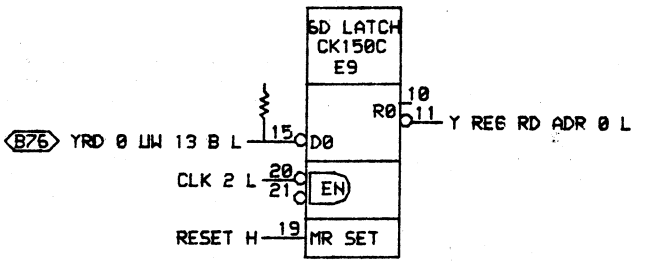 6D LATCH
CK150C
E9
10
R0
11
Y REG RD ADR 0 L
B76 YRD 0 UW 13 B L
15
D0
CLK 2 L
20
21
EN
RESET H
19
MR SET